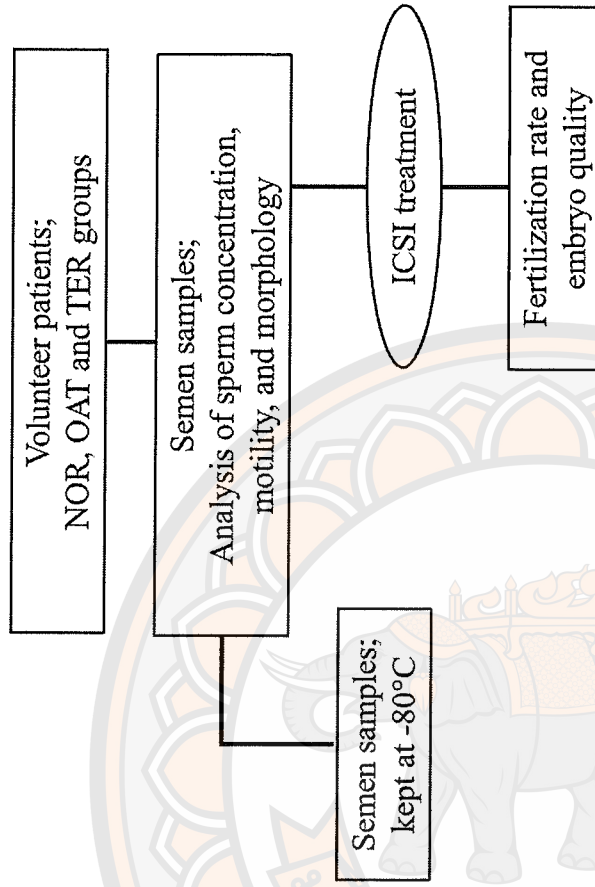 Volunteer patients;
NOR, OAT and TER groups
Semen samples;
Analysis of sperm concentration,
motility, and morphology
Semen samples;
kept at -80°C
ICSI treatment
Fertilization rate and
embryo quality